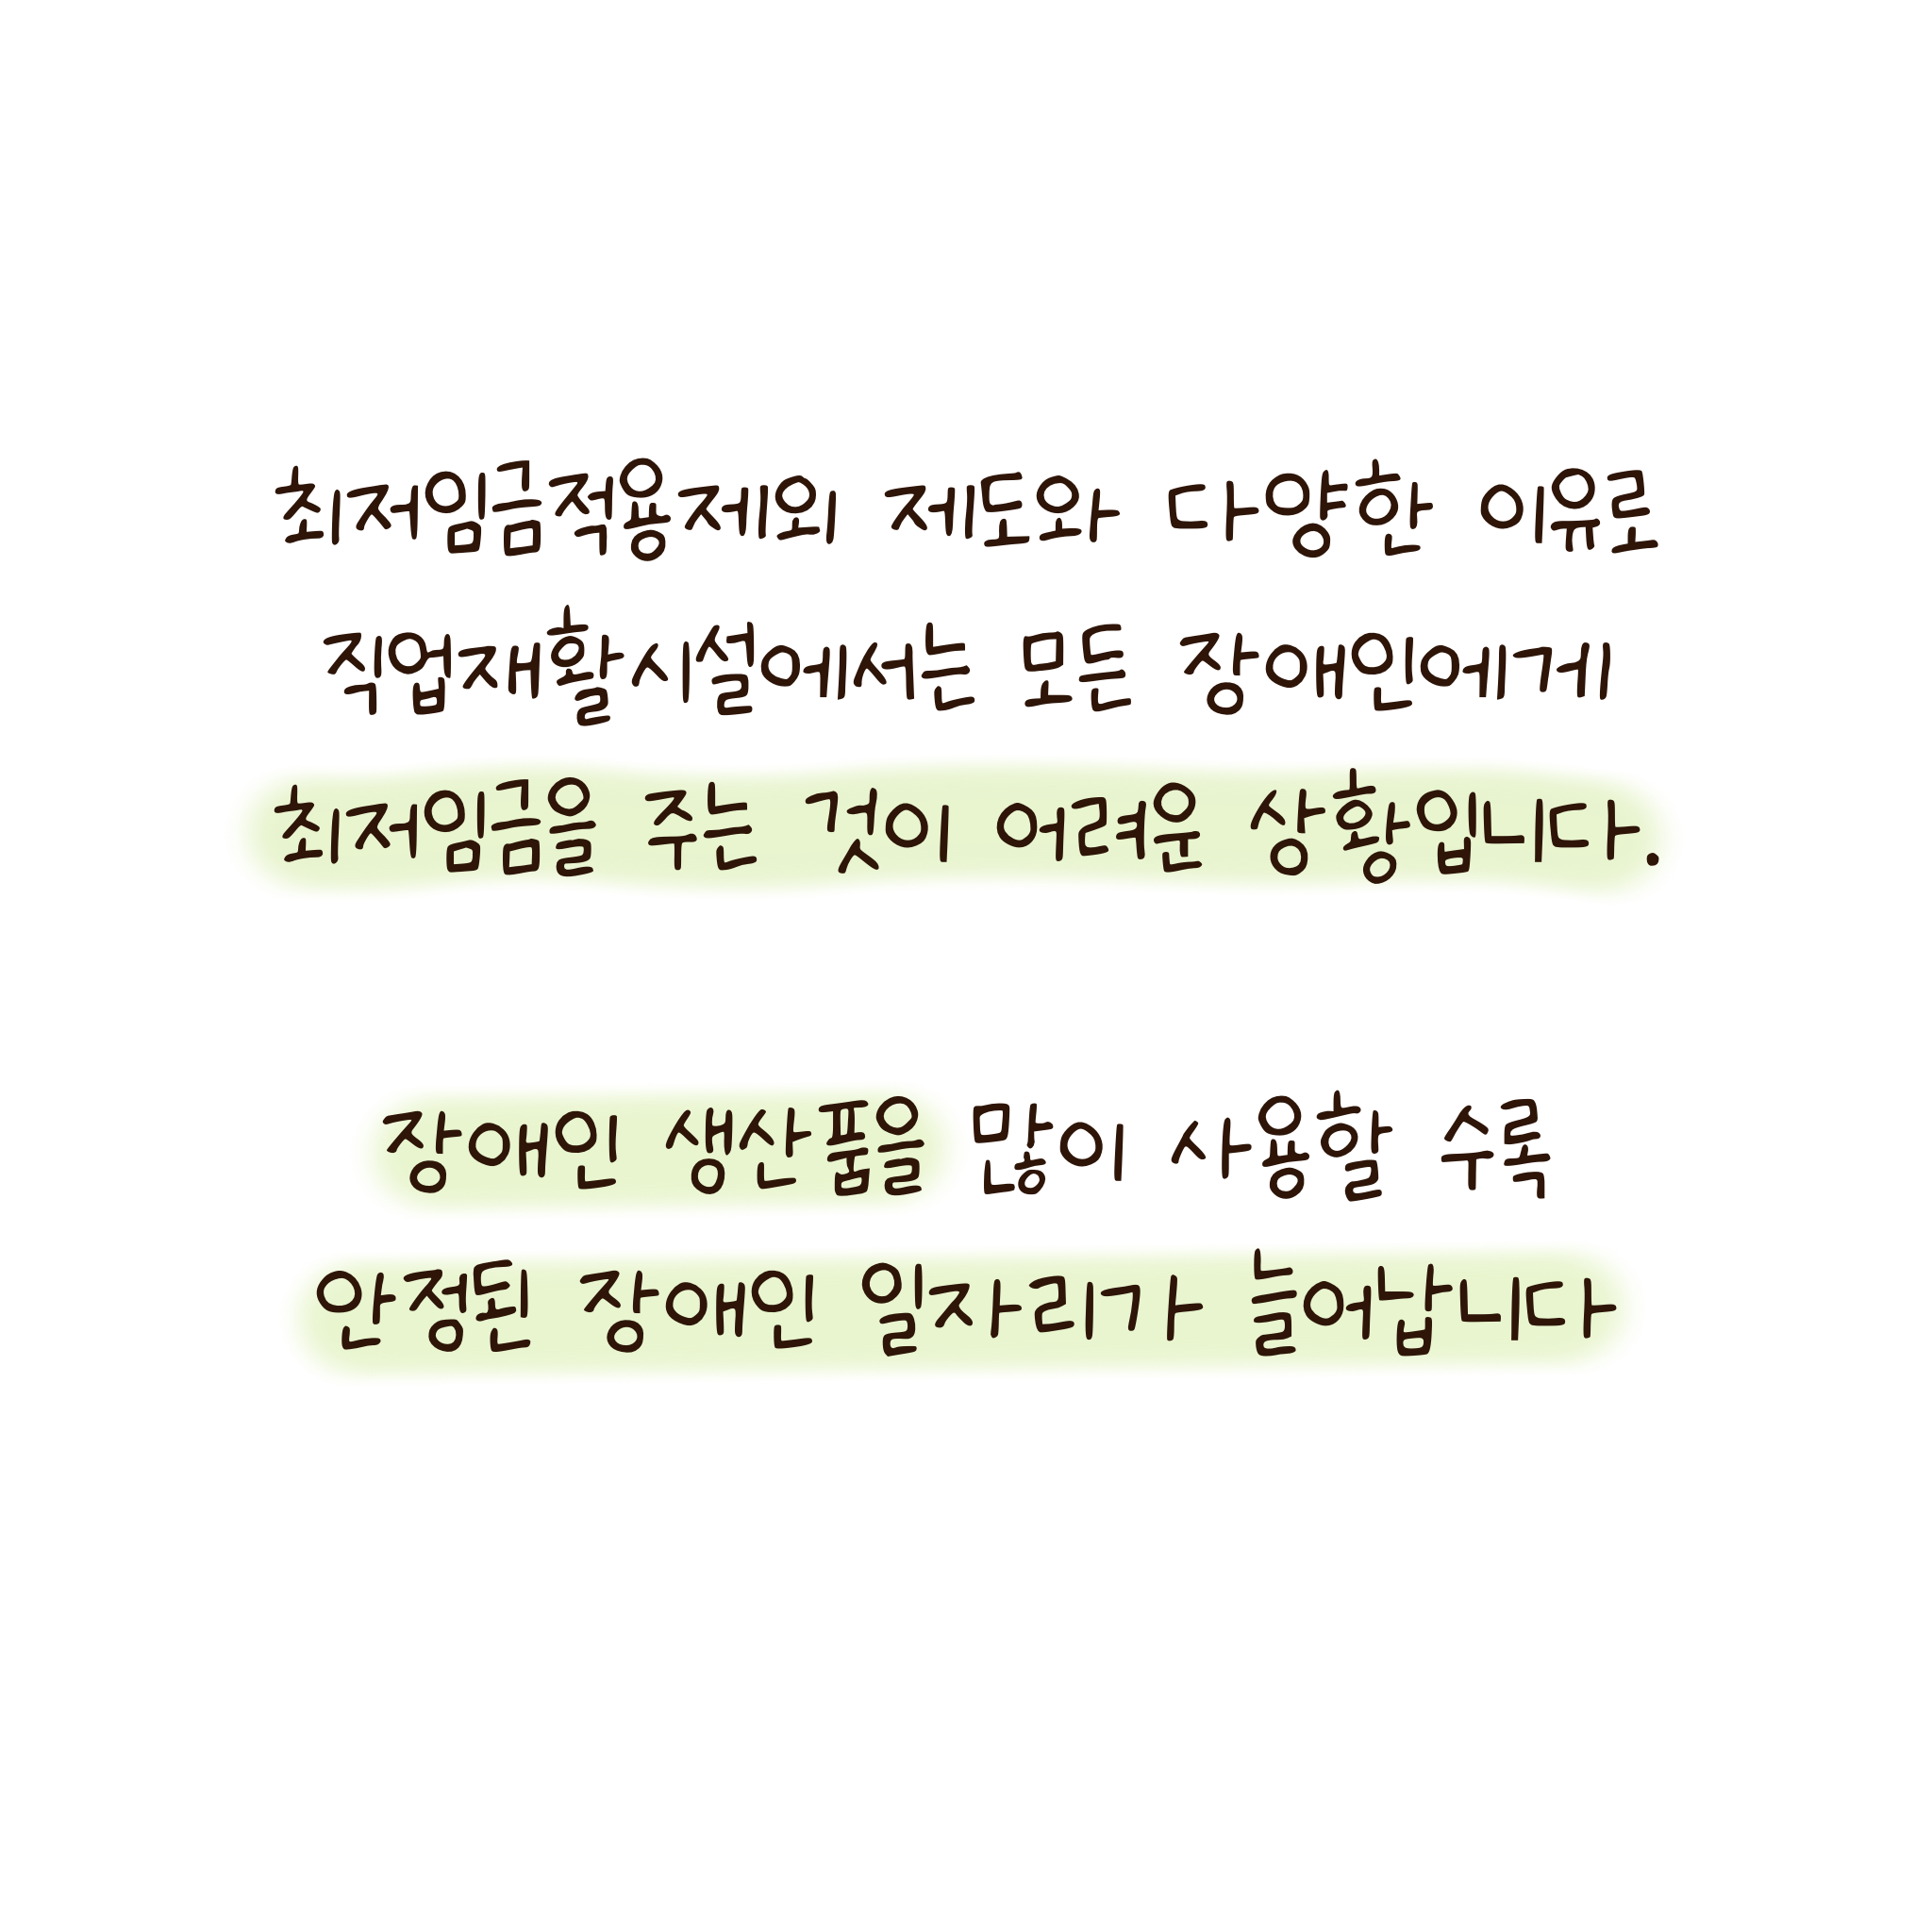 최저임금적용제외 제도와 다양한 이유로
직업재활시설에서는 모든 장애인에게
최저임금을 주는 것이 어려운 상황입니다.
장애인 생산품을 많이 사용할 수록
안정된 장애인 일자리가 늘어납니다